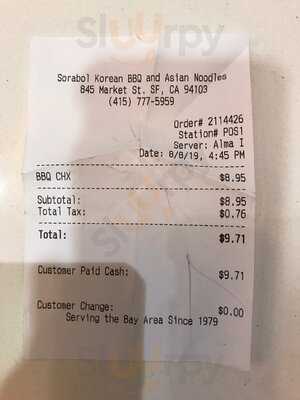 Slurrpy
Sorabol Korean BBQ and Asian Noodles
845 Market St. SF, CA 94103
(415) 777-5959
Order# 2114426
Station# POS1
Server: Alma I
Date: 8/8/19, 4:45 PM
BBQ CHX $8.95
Subtotal: $8.95
Total Tax: $0.76
Total: $9.71
Customer Paid Cash: $9.71
Customer Change: $0.00
Serving the Bay Area Since 1979
Slurrpy